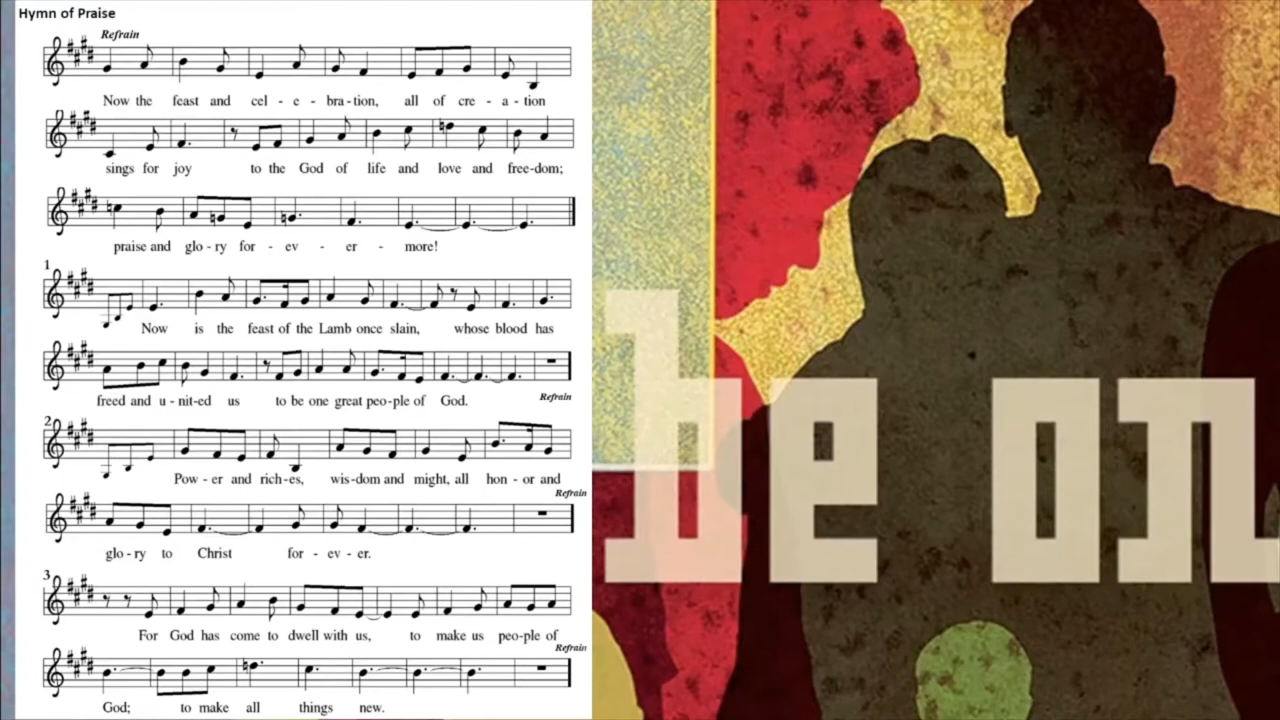 Hymn of Praise
Refrain
Now the feast and cel - e - bra - tion, all of cre - a - tion
sings for joy to the God of life and love and free-dom;
praise and glo - ry for - ev - er - more!
1
Now is the feast of the Lamb once slain, whose blood has
freed and u - nit-ed us to be one great peo-ple of God.
Refrain
2
Pow - er and rich-es, wis-dom and might, all hon - or and
Refrain
glo - ry to Christ for - ev - er.
3
For God has come to dwell with us, to make us peo-ple of
Refrain
God; to make all things new.
be on